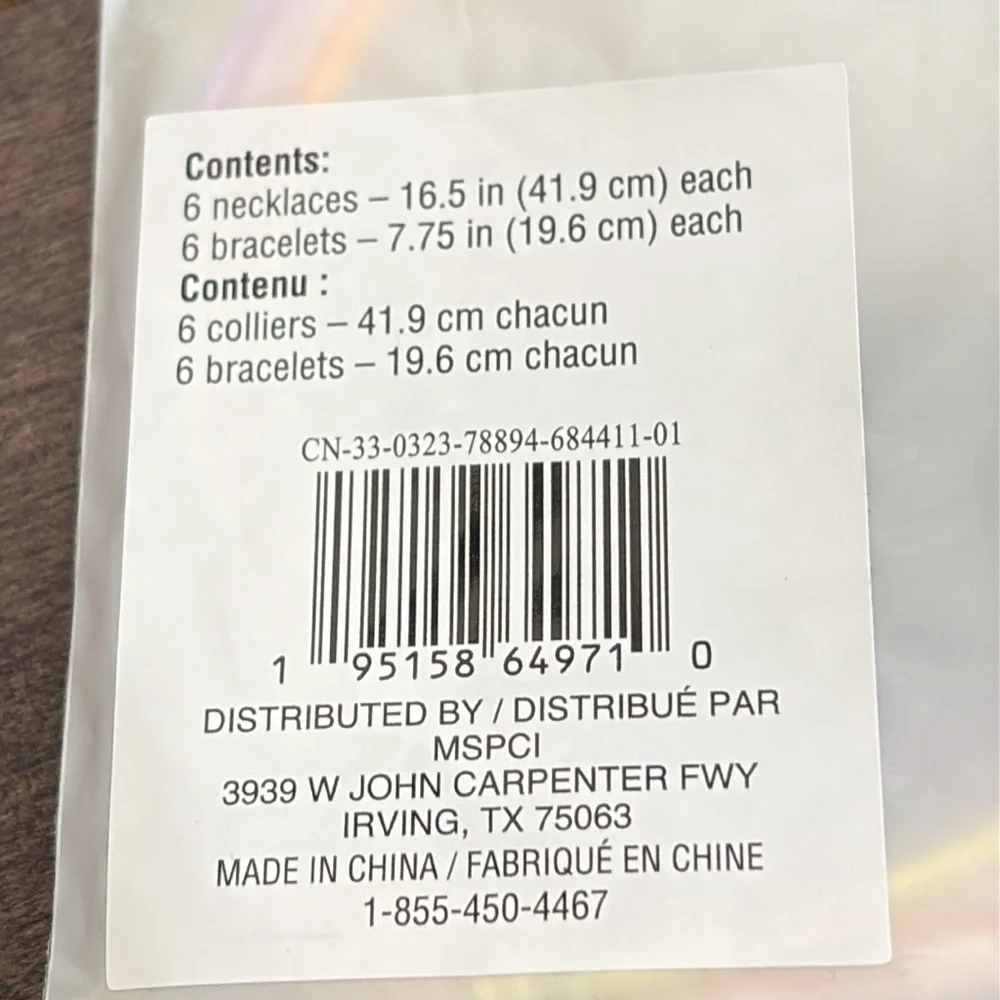 Contents:
6 necklaces – 16.5 in (41.9 cm) each
6 bracelets – 7.75 in (19.6 cm) each
Contenu :
6 colliers – 41.9 cm chacun
6 bracelets – 19.6 cm chacun
CN-33-0323-78894-684411-01
1 95158 64971 0
DISTRIBUTED BY / DISTRIBUÉ PAR
MSPCI
3939 W JOHN CARPENTER FWY
IRVING, TX 75063
MADE IN CHINA / FABRIQUÉ EN CHINE
1-855-450-4467